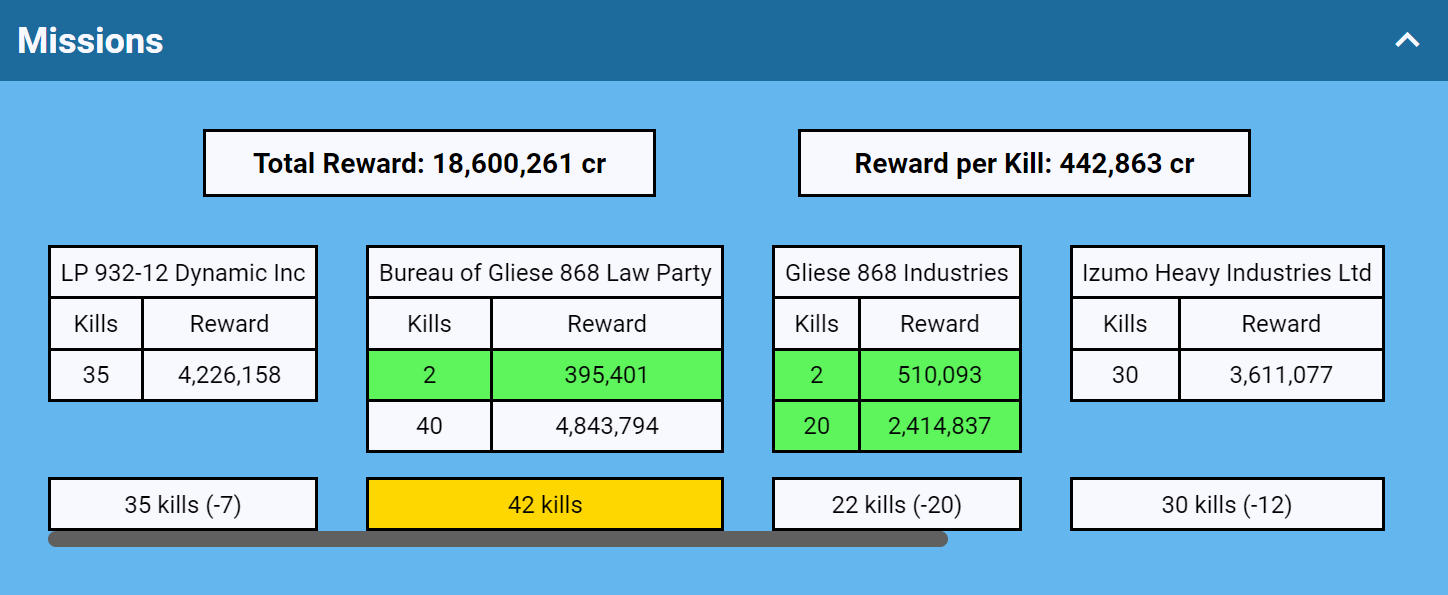 Missions
Total Reward: 18,600,261 cr
Reward per Kill: 442,863 cr
LP 932-12 Dynamic Inc
Kills Reward
35 4,226,158
35 kills (-7)
Bureau of Gliese 868 Law Party
Kills Reward
2 395,401
40 4,843,794
42 kills
Gliese 868 Industries
Kills Reward
2 510,093
20 2,414,837
22 kills (-20)
Izumo Heavy Industries Ltd
Kills Reward
30 3,611,077
30 kills (-12)